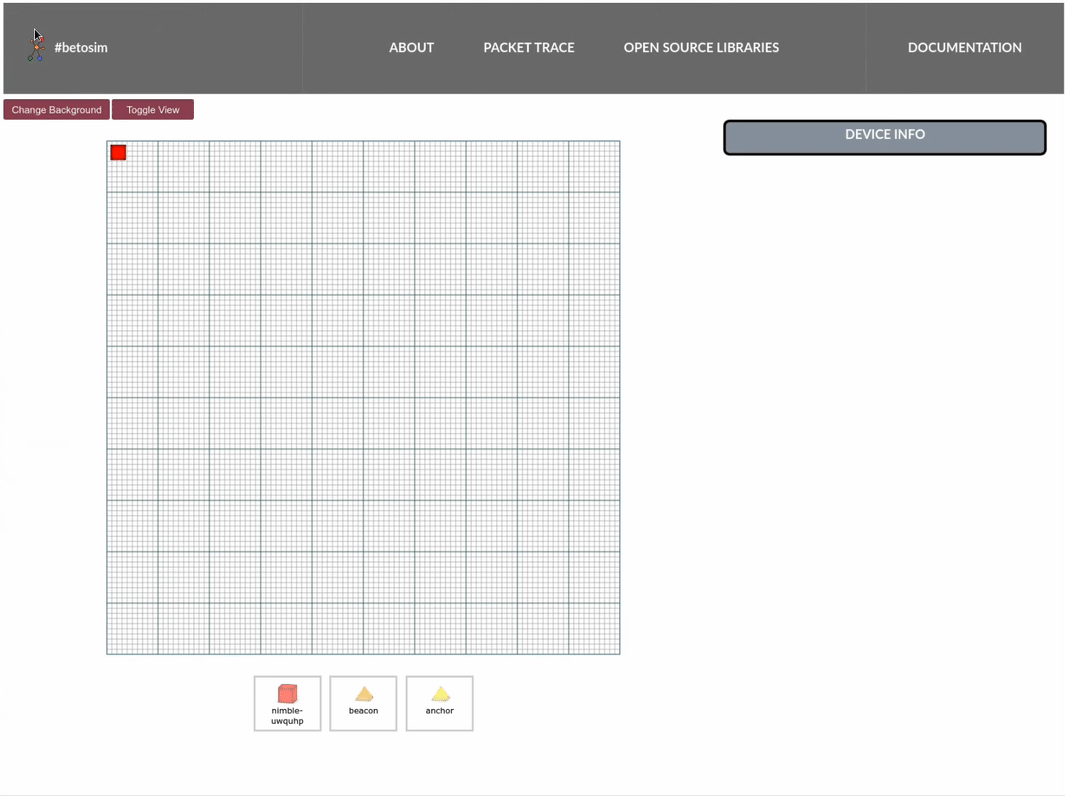 #betosim
ABOUT
PACKET TRACE
OPEN SOURCE LIBRARIES
DOCUMENTATION
Change Background
Toggle View
DEVICE INFO
nimble-
uwquhp
beacon
anchor